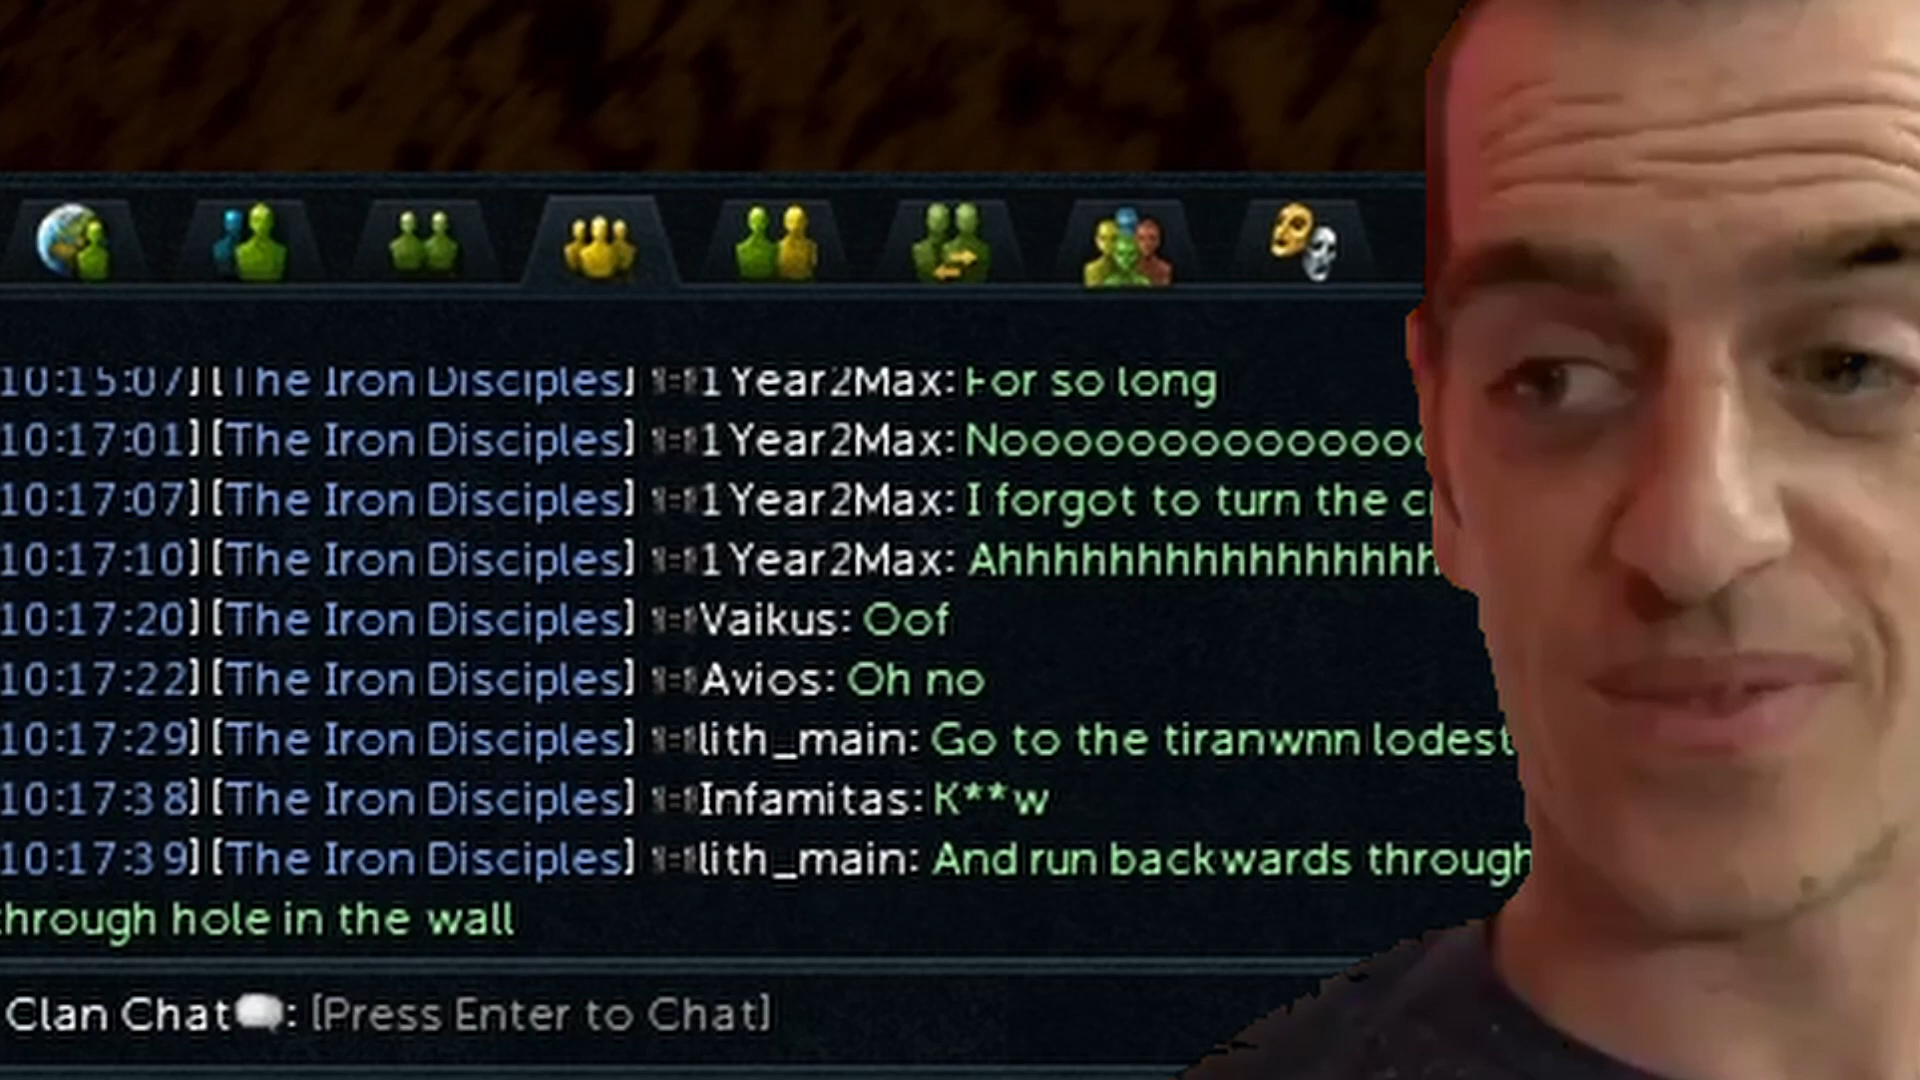 10:15:07][The Iron Disciples] 1 Year2Max: For so long
10:17:01][The Iron Disciples] 1 Year2Max: Nooooooooooooooo
10:17:07][The Iron Disciples] 1 Year2Max: I forgot to turn the
10:17:10][The Iron Disciples] 1 Year2Max: Ahhhhhhhhhhhhhhhhh
10:17:20][The Iron Disciples] Vaikus: Oof
10:17:22][The Iron Disciples] Avios: Oh no
10:17:29][The Iron Disciples] lith_main: Go to the tiranwnn lodest
10:17:38][The Iron Disciples] Infamitas: K**w
10:17:39][The Iron Disciples] lith_main: And run backwards through
through hole in the wall
Clan Chat: [Press Enter to Chat]